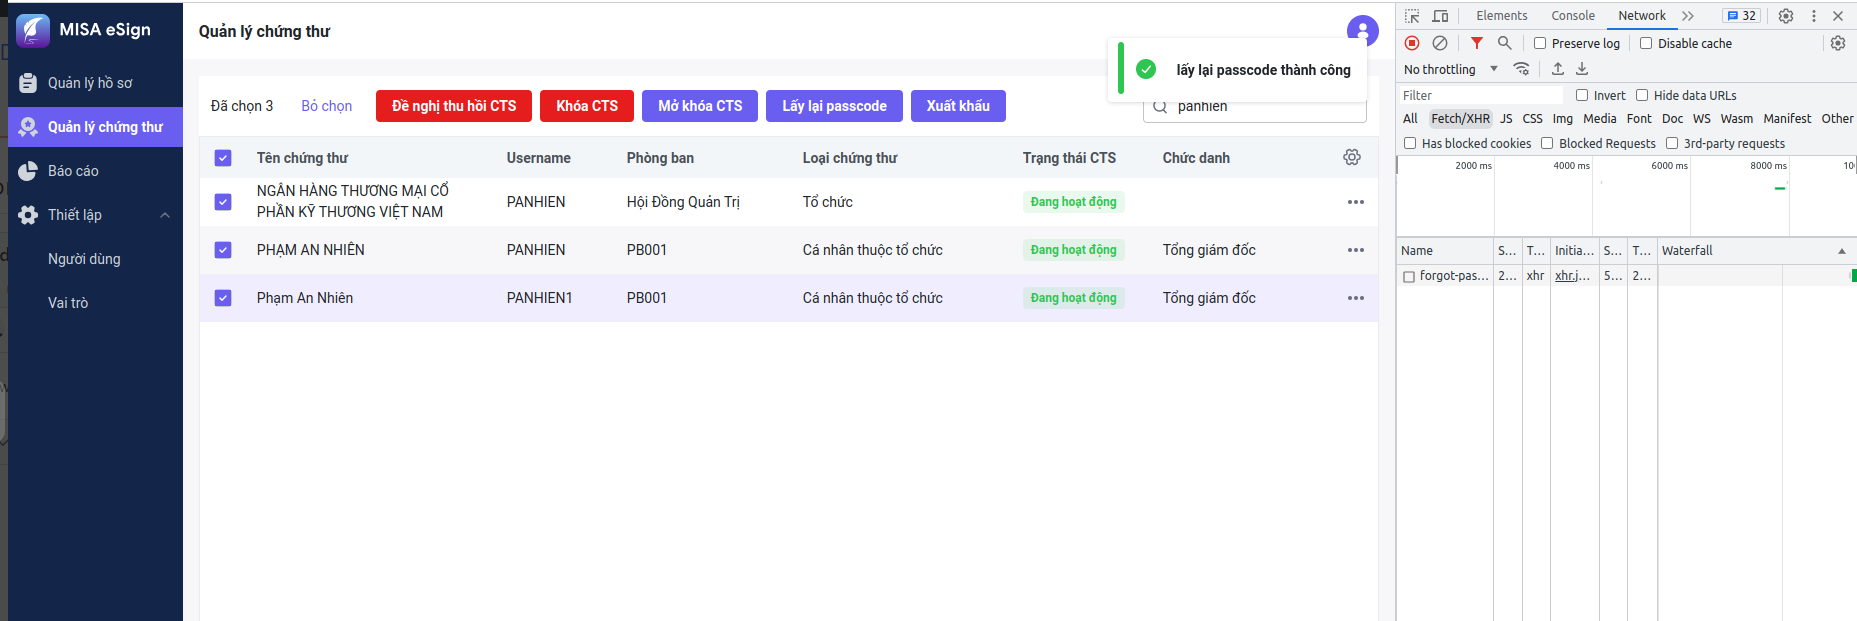 MISA eSign
Quản lý hồ sơ
Quản lý chứng thư
Báo cáo
Thiết lập
Người dùng
Vai trò
Quản lý chứng thư
lấy lại passcode thành công
Đã chọn 3 Bỏ chọn Đề nghị thu hồi CTS Khóa CTS Mở khóa CTS Lấy lại passcode Xuất khẩu panhien
Tên chứng thư Username Phòng ban Loại chứng thư Trạng thái CTS Chức danh
NGÂN HÀNG THƯƠNG MẠI CỔ
PHẦN KỸ THƯƠNG VIỆT NAM PANHIEN Hội Đồng Quản Trị Tổ chức Đang hoạt động
PHẠM AN NHIÊN PANHIEN PB001 Cá nhân thuộc tổ chức Đang hoạt động Tổng giám đốc
Phạm An Nhiên PANHIEN1 PB001 Cá nhân thuộc tổ chức Đang hoạt động Tổng giám đốc
Elements Console Network 32
Preserve log Disable cache
No throttling
Filter Invert Hide data URLs
All Fetch/XHR JS CSS Img Media Font Doc WS Wasm Manifest Other
Has blocked cookies Blocked Requests 3rd-party requests
2000 ms 4000 ms 6000 ms 8000 ms 10
Name S... T... Initia... S... T... Waterfall
forgot-pas... 2... xhr xhr.j... 5... 2...